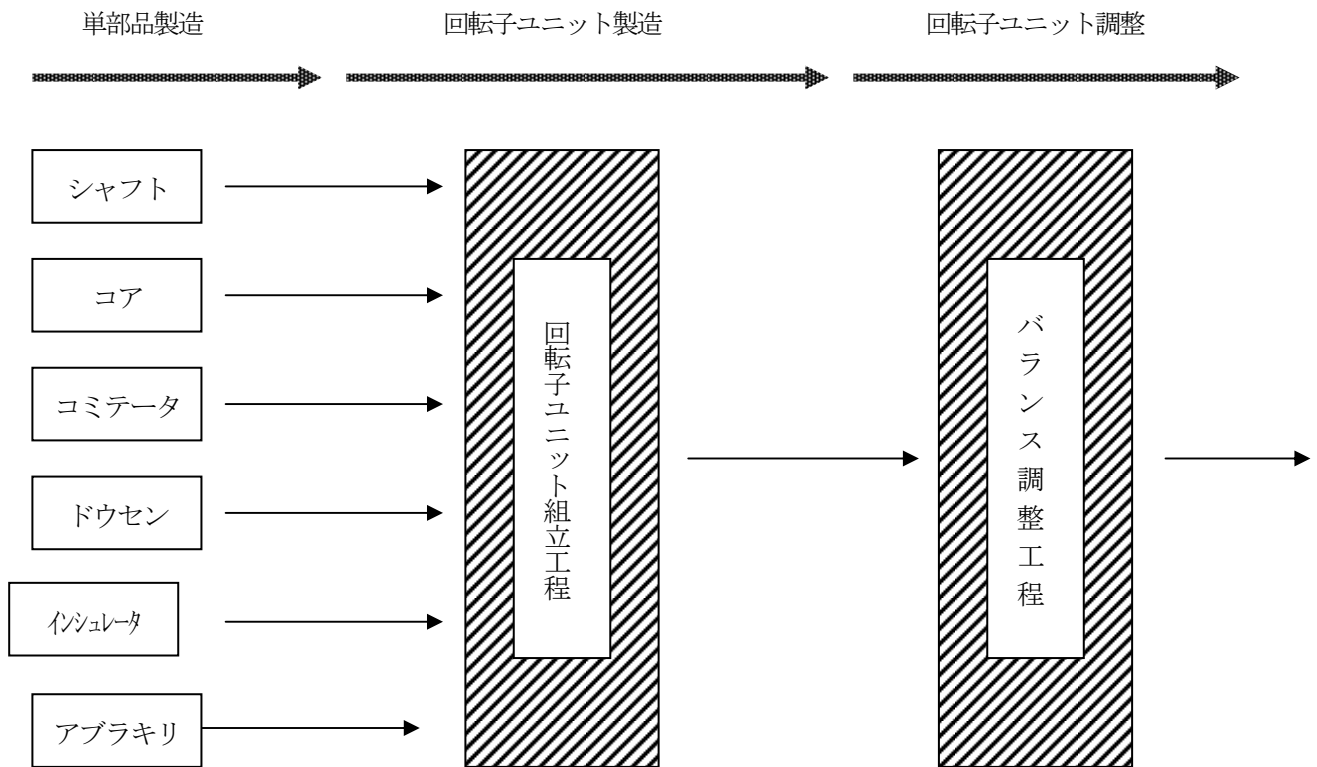 単部品製造
回転子ユニット製造
回転子ユニット調整
シャフト
コア
コミテータ
ドウセン
インシュレータ
アブラキリ
回転子ユニット組立工程
バランス調整工程